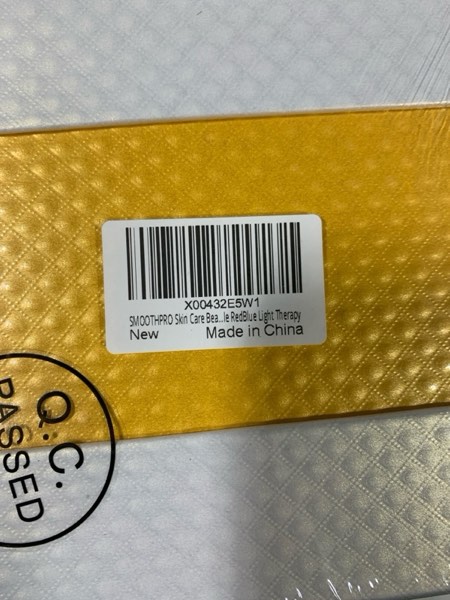 X00432E5W1
SMOOTHPRO Skin Care Bea...le RedBlue Light Therapy
New
Made in China
Q.C.
PASSED